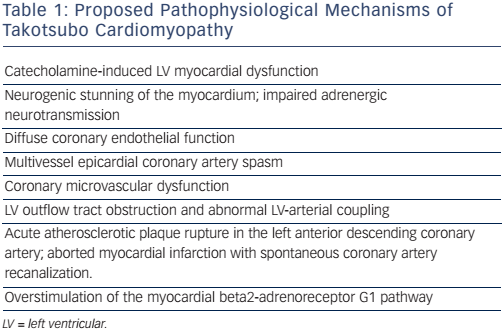 Table 1: Proposed Pathophysiological Mechanisms of
Takotsubo Cardiomyopathy
Catecholamine-induced LV myocardial dysfunction
Neurogenic stunning of the myocardium; impaired adrenergic
neurotransmission
Diffuse coronary endothelial function
Multivessel epicardial coronary artery spasm
Coronary microvascular dysfunction
LV outflow tract obstruction and abnormal LV-arterial coupling
Acute atherosclerotic plaque rupture in the left anterior descending coronary
artery; aborted myocardial infarction with spontaneous coronary artery
recanalization.
Overstimulation of the myocardial beta2-adrenoreceptor G1 pathway
LV = left ventricular.